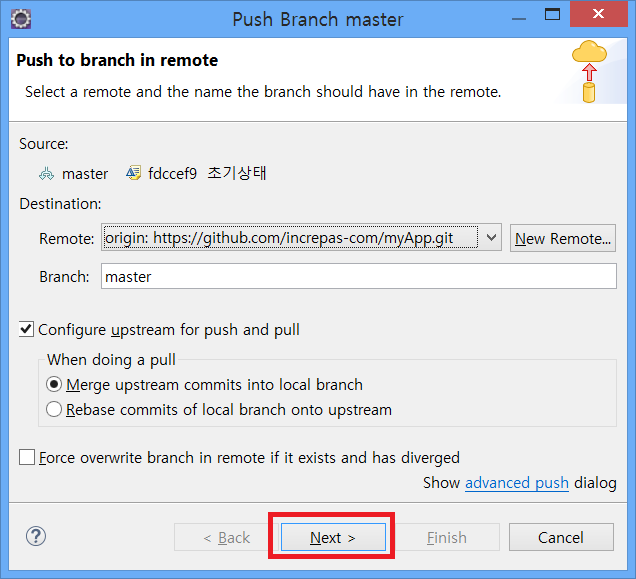 Push Branch master
Push to branch in remote
Select a remote and the name the branch should have in the remote.
Source:
master fdccef9 초기상태
Destination:
Remote: origin: https://github.com/increpas-com/myApp.git New Remote...
Branch: master
Configure upstream for push and pull
When doing a pull
Merge upstream commits into local branch
Rebase commits of local branch onto upstream
Force overwrite branch in remote if it exists and has diverged
Show advanced push dialog
? < Back Next > Finish Cancel